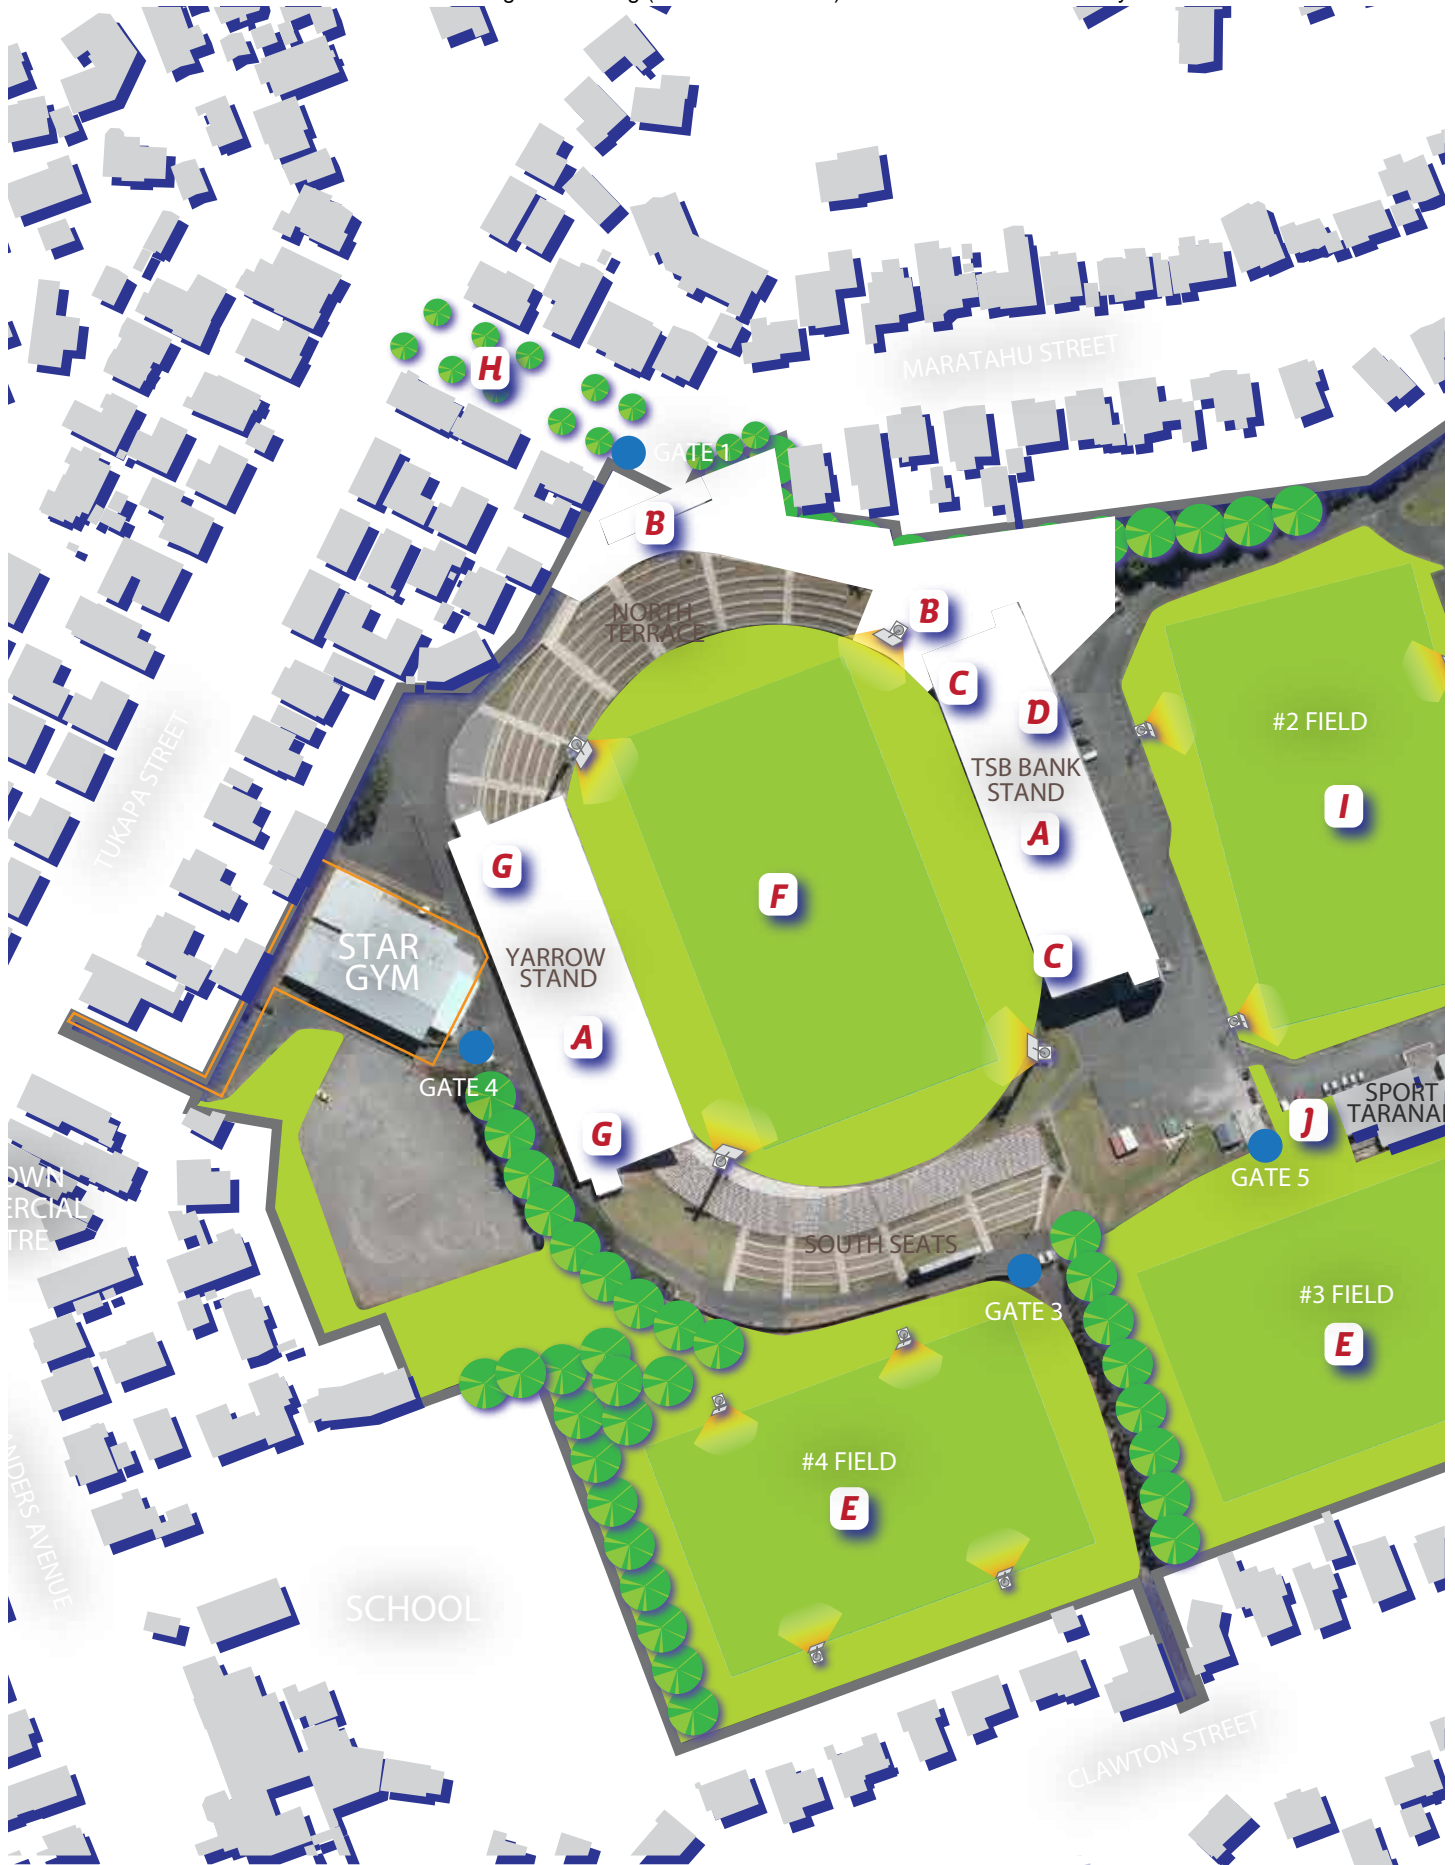 MARATAHU STREET
H
GATE 1
B
NORTH
TERRACE
B
C
D
#2 FIELD
TSB BANK
STAND
I
A
TUKAPA STREET
G
F
STAR
GYM
YARROW
STAND
C
A
GATE 4
G
SPORT
J
GATE 5
SOUTH SEATS
GATE 3
#3 FIELD
E
#4 FIELD
E
AVENUE
SCHOOL
CLAWTON STREET